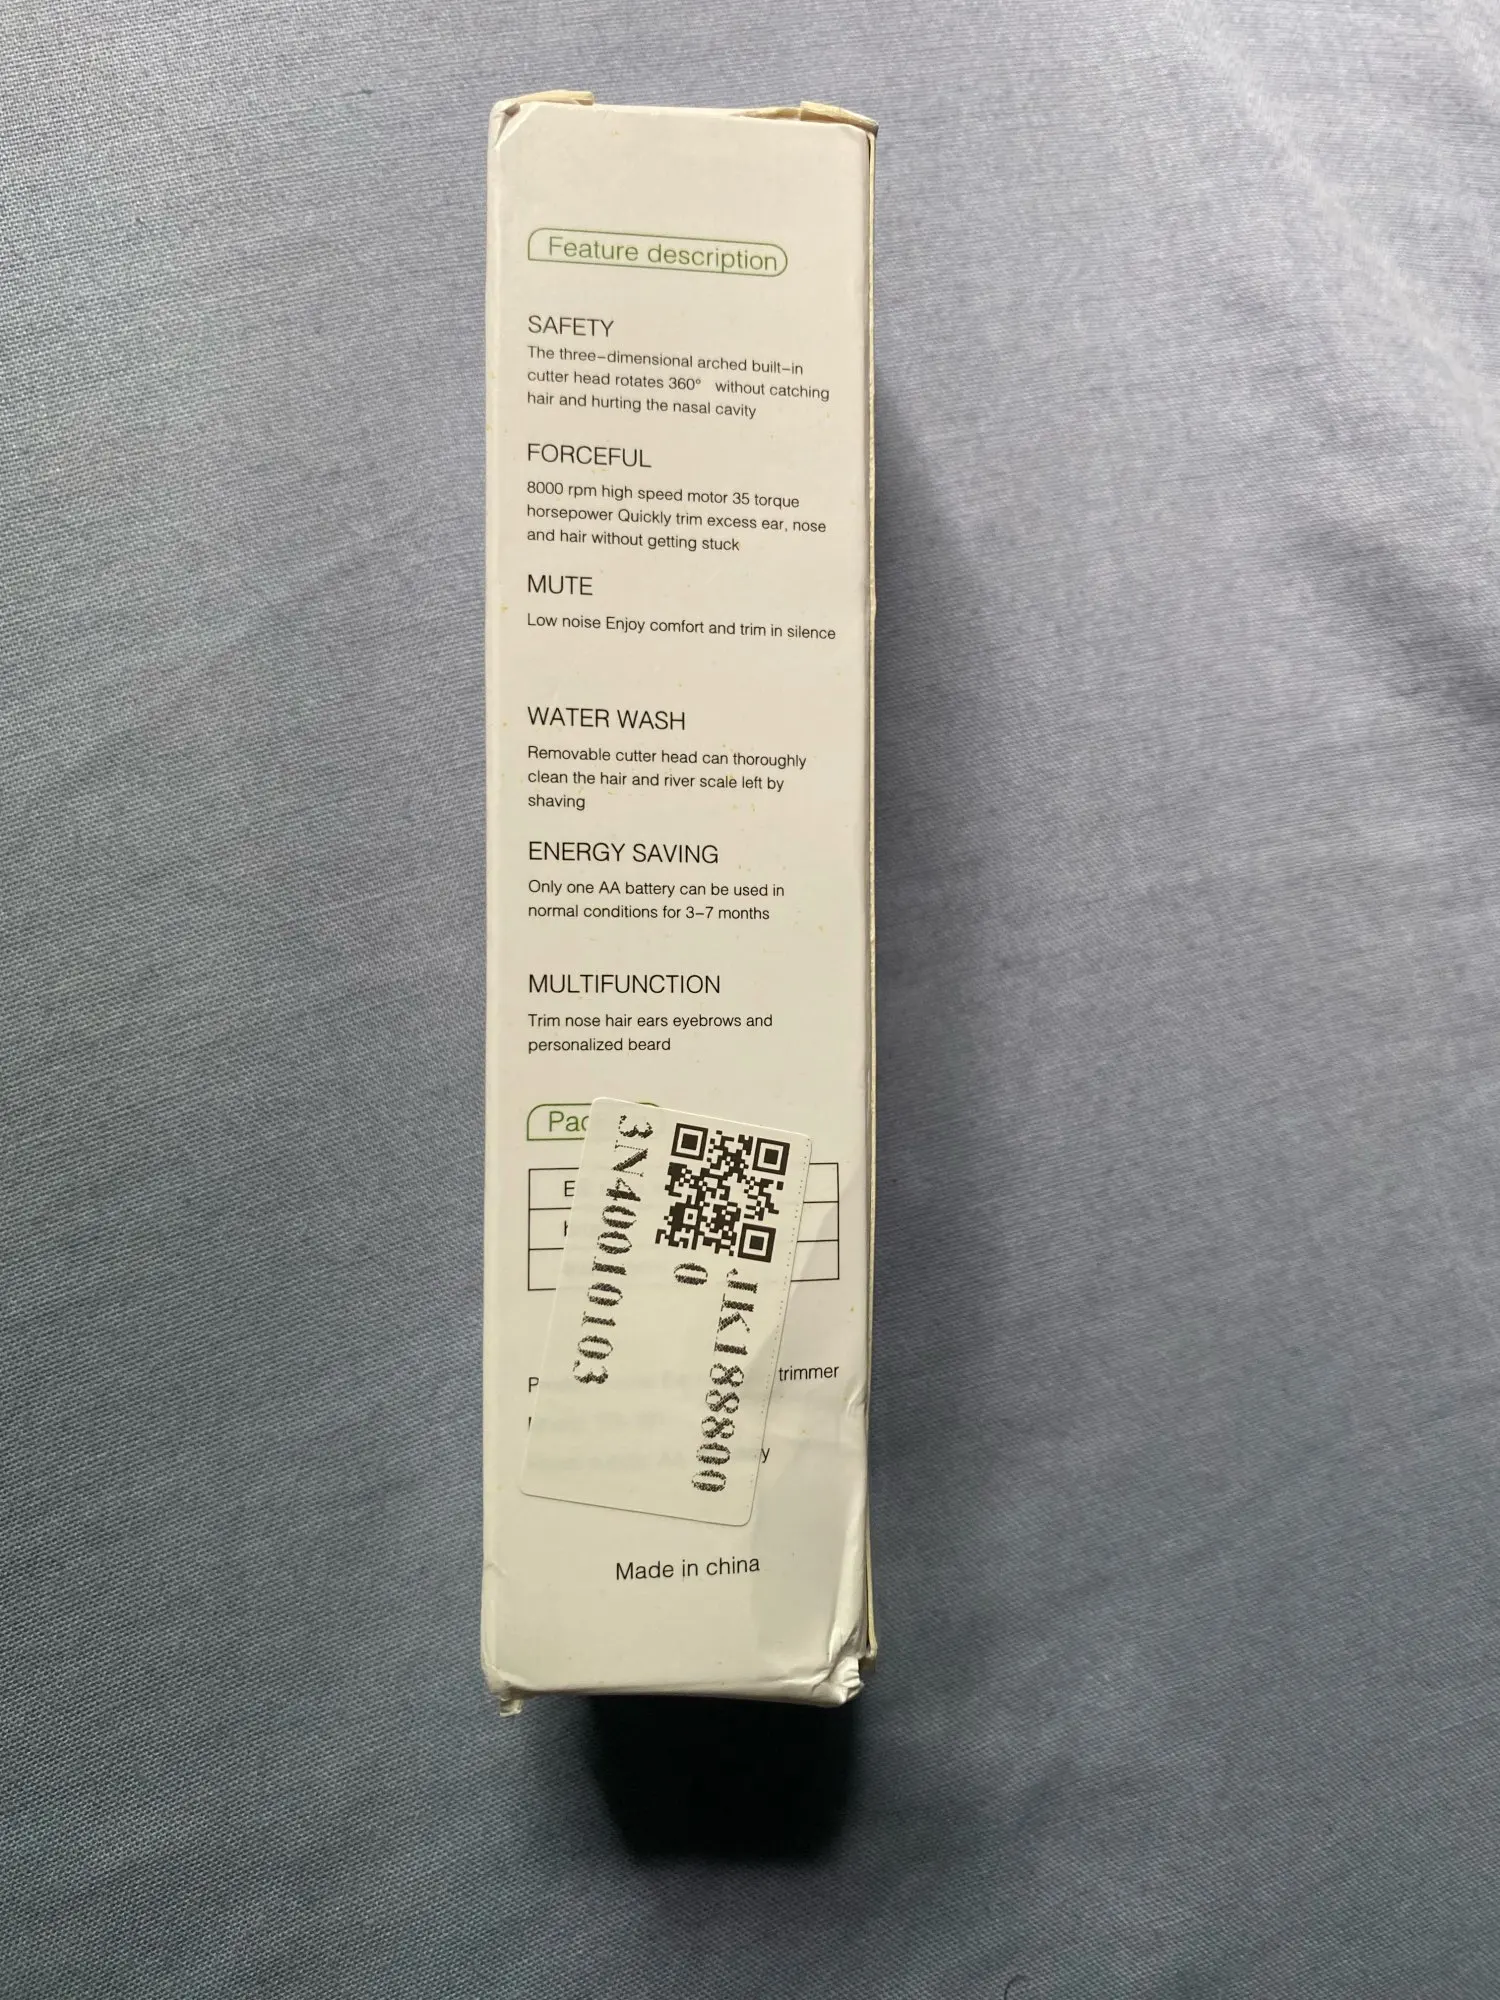 Feature description
SAFETY
The three-dimensional arched built-in
cutter head rotates 360° without catching
hair and hurting the nasal cavity
FORCEFUL
8000 rpm high speed motor 35 torque
horsepower Quickly trim excess ear, nose
and hair without getting stuck
MUTE
Low noise Enjoy comfort and trim in silence
WATER WASH
Removable cutter head can thoroughly
clean the hair and river scale left by
shaving
ENERGY SAVING
Only one AA battery can be used in
normal conditions for 3-7 months
MULTIFUNCTION
Trim nose hair ears eyebrows and
personalized beard
3N40010103
JK188800
0
trimmer
Made in china